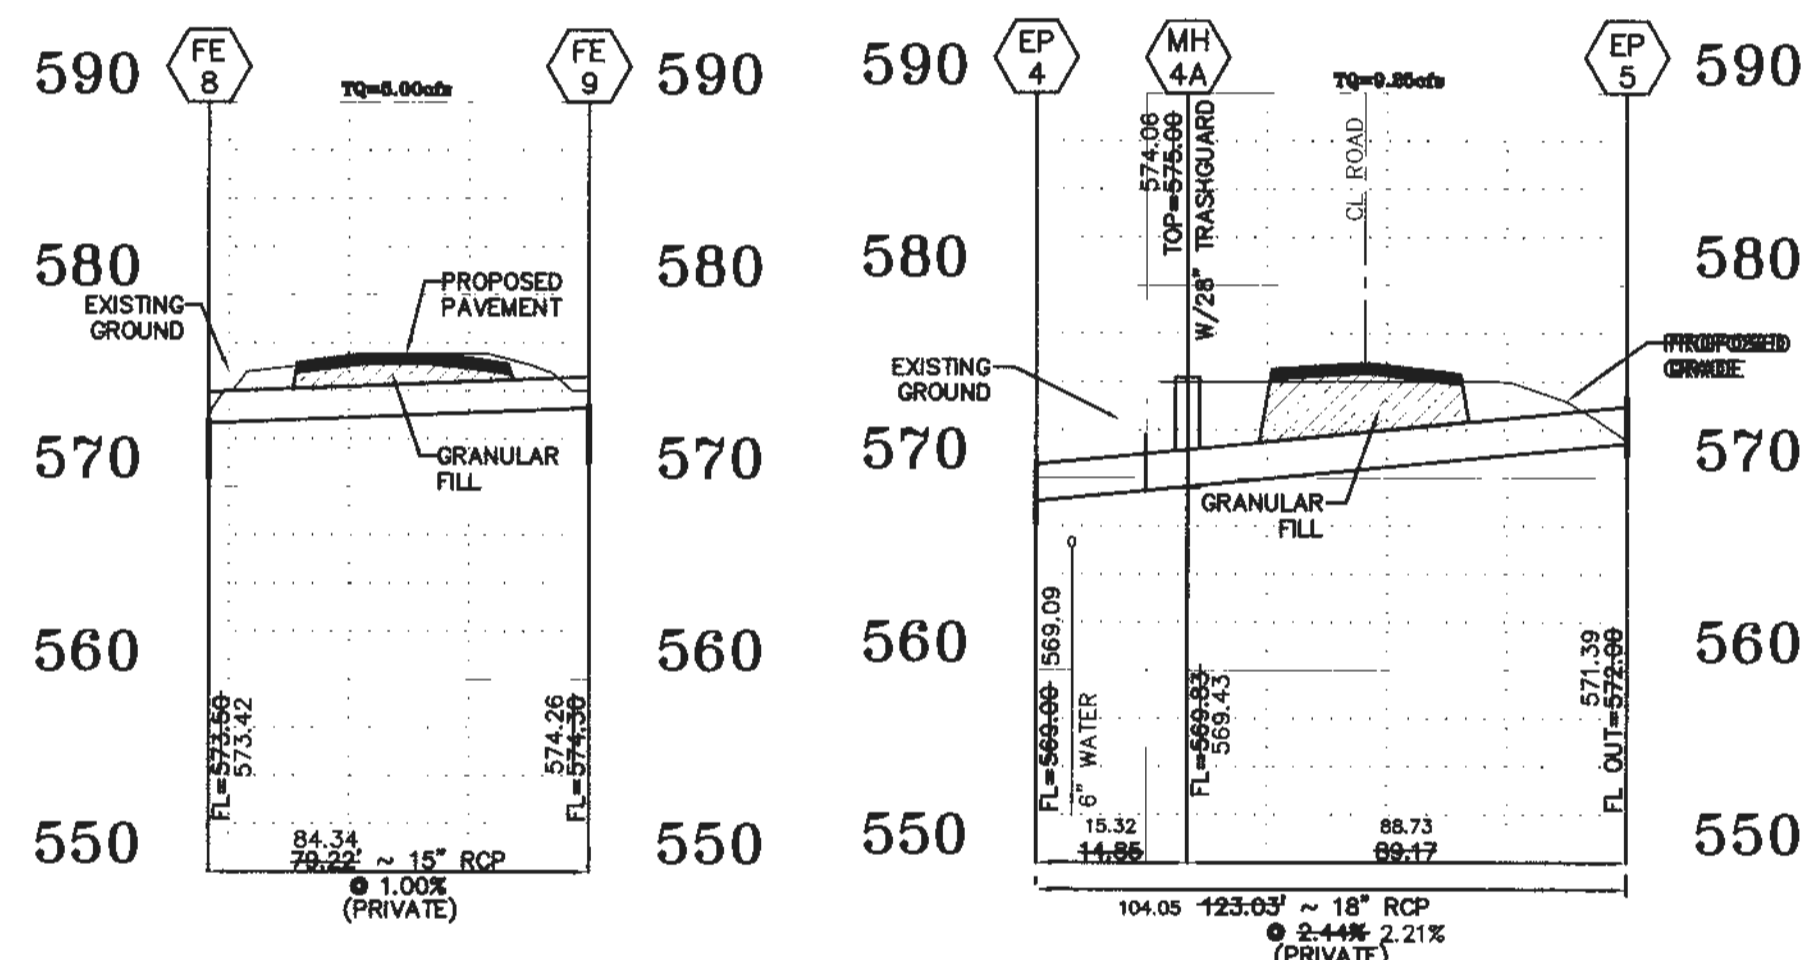 590
FE
8
FE
9
590
TQ=5.00cfs
580
580
PROPOSED
PAVEMENT
EXISTING
GROUND
570
570
GRANULAR
FILL
560
560
FL=573.50
573.42
574.26
FL=574.30
550
550
84.34
79.22' ~ 15" RCP
@ 1.00%
(PRIVATE)
590
EP
4
MH
4A
EP
5
590
TQ=9.85cfs
574.06
TOP=575.00
W/28" TRASHGUARD
CL ROAD
580
580
PROPOSED
GRADE
EXISTING
GROUND
570
570
GRANULAR
FILL
560
560
FL=569.00 569.09
6" WATER
FL=569.83
569.43
571.39
FL OUT=572.00
550
550
15.32
14.86
88.73
89.17
104.05 123.03' ~ 18" RCP
@ 2.44% 2.21%
(PRIVATE)